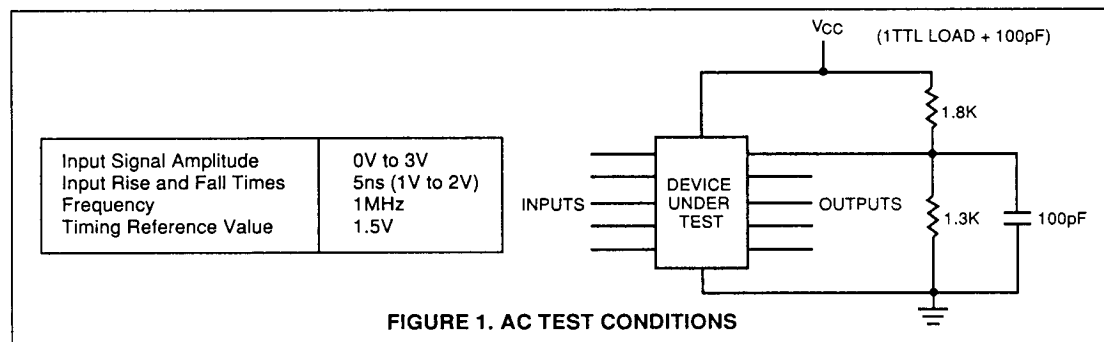 Input Signal Amplitude 0V to 3V
Input Rise and Fall Times 5ns (1V to 2V)
Frequency 1MHz
Timing Reference Value 1.5V
VCC
(1TTL LOAD + 100pF)
1.8K
INPUTS
DEVICE
UNDER
TEST
OUTPUTS
1.3K
100pF
FIGURE 1. AC TEST CONDITIONS